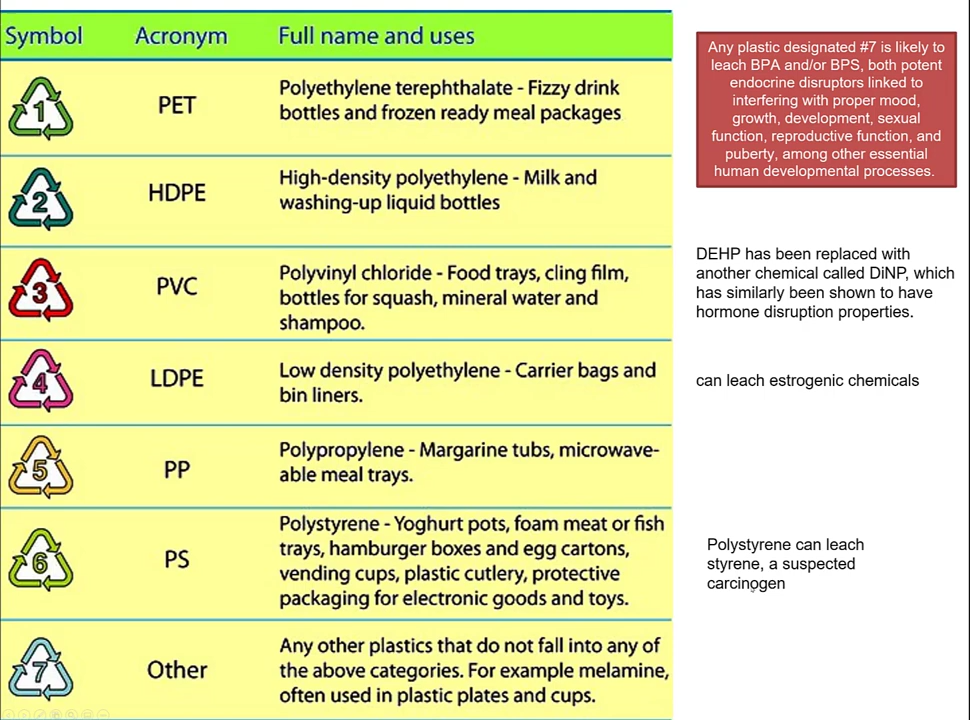 Symbol Acronym Full name and uses
1 PET Polyethylene terephthalate - Fizzy drink
bottles and frozen ready meal packages
2 HDPE High-density polyethylene - Milk and
washing-up liquid bottles
3 PVC Polyvinyl chloride - Food trays, cling film,
bottles for squash, mineral water and
shampoo.
4 LDPE Low density polyethylene - Carrier bags and
bin liners.
5 PP Polypropylene - Margarine tubs, microwave-
able meal trays.
6 PS Polystyrene - Yoghurt pots, foam meat or fish
trays, hamburger boxes and egg cartons,
vending cups, plastic cutlery, protective
packaging for electronic goods and toys.
7 Other Any other plastics that do not fall into any of
the above categories. For example melamine,
often used in plastic plates and cups.
Any plastic designated #7 is likely to
leach BPA and/or BPS, both potent
endocrine disruptors linked to
interfering with proper mood,
growth, development, sexual
function, reproductive function, and
puberty, among other essential
human developmental processes.
DEHP has been replaced with
another chemical called DiNP, which
has similarly been shown to have
hormone disruption properties.
can leach estrogenic chemicals
Polystyrene can leach
styrene, a suspected
carcinogen